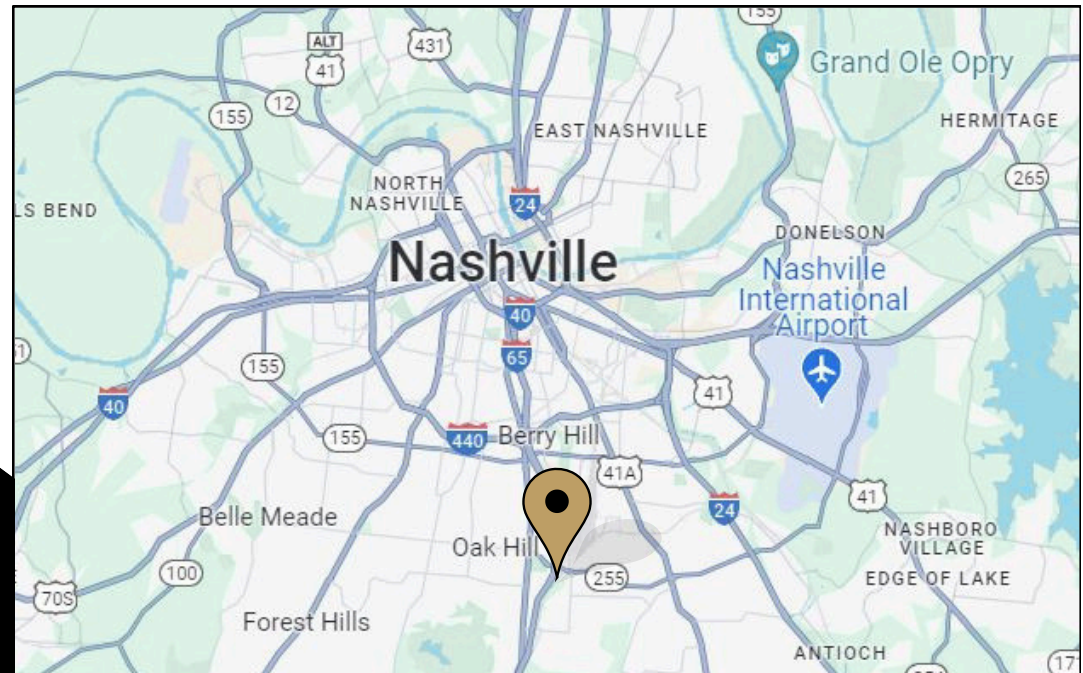 155
ALT
41
431
Grand Ole Opry
12
155
EAST NASHVILLE
HERMITAGE
NORTH
NASHVILLE
265
24
LS BEND
DONELSON
Nashville
Nashville
International
Airport
40
65
155
41
40
155
440
Berry Hill
41A
41
24
Belle Meade
NASHBORO
VILLAGE
Oak Hill
100
255
EDGE OF LAKE
70S
Forest Hills
ANTIOCH